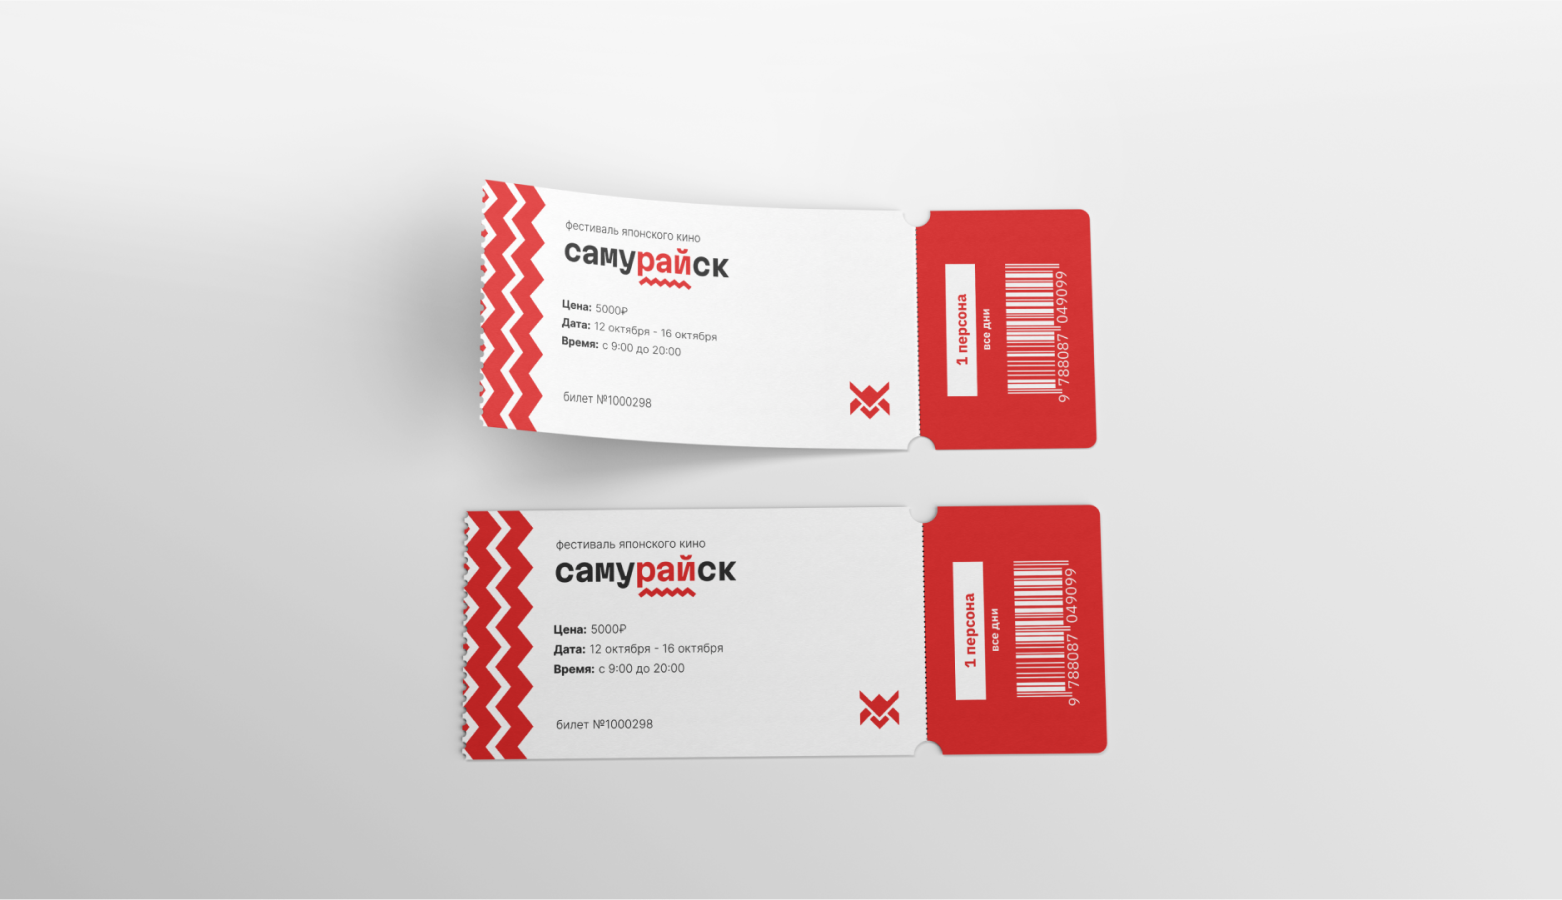 фестиваль японского кино
самурайск
Цена: 5000₽
Дата: 12 октября - 16 октября
Время: с 9:00 до 20:00
билет №1000298
1 персона
все дни
9 788087 049099
фестиваль японского кино
самурайск
Цена: 5000₽
Дата: 12 октября - 16 октября
Время: с 9:00 до 20:00
билет №1000298
1 персона
все дни
9 788087 049099